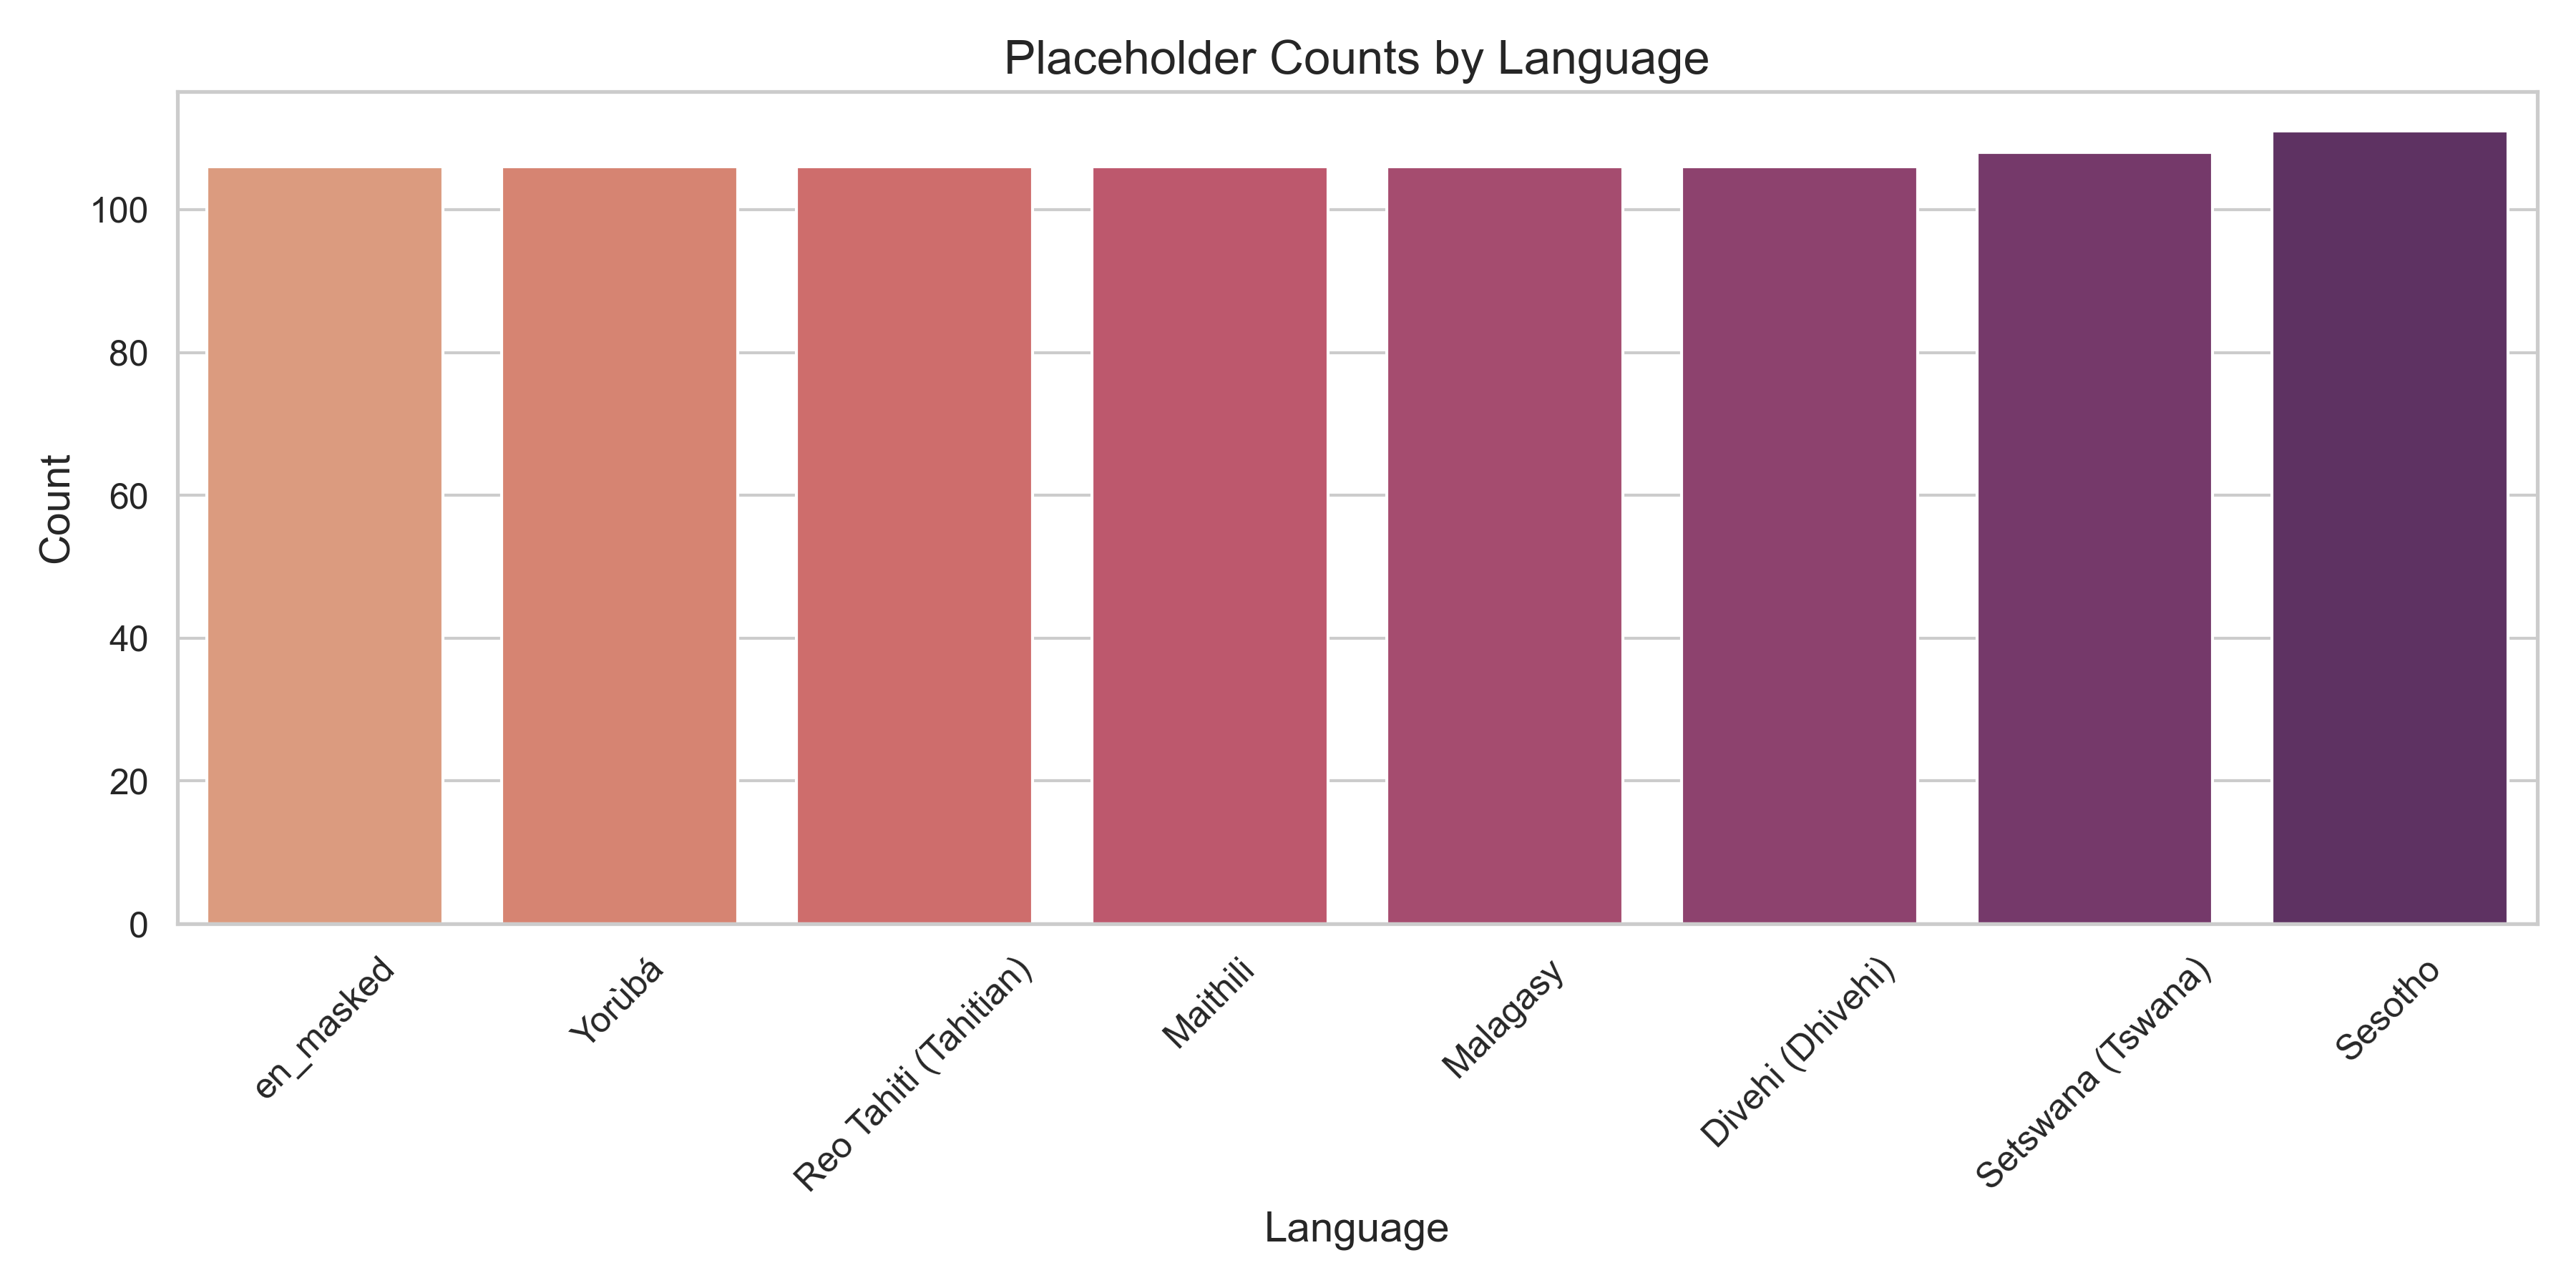 Placeholder Counts by Language
Count
100
80
60
40
20
0
en_masked
Yorùbá
Reo Tahiti (Tahitian)
Maithili
Malagasy
Divehi (Dhivehi)
Setswana (Tswana)
Sesotho
Language